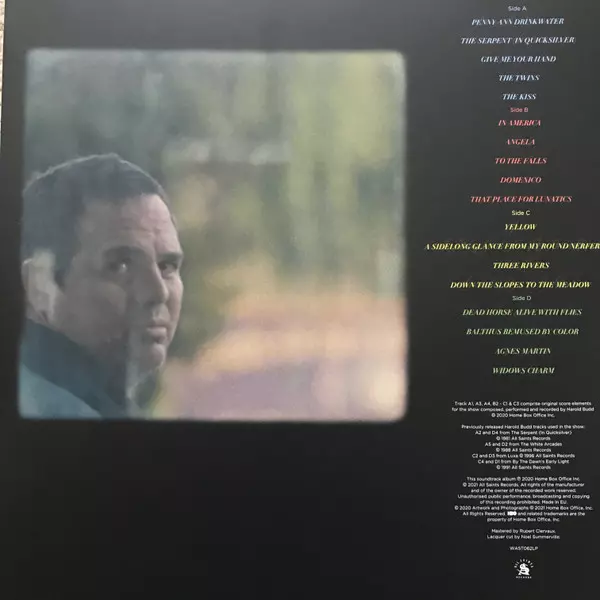 Side A
PENNY ANN DRINKWATER
THE SERPENT (IN QUICKSILVER)
GIVE ME YOUR HAND
THE TWINS
THE KISS
Side B
IN AMERICA
ANGELA
TO THE FALLS
DOMENICO
THAT PLACE FOR LUNATICS
Side C
YELLOW
A SIDELONG GLANCE FROM MY ROUND NEFER
THREE RIVERS
DOWN THE SLOPES TO THE MEADOW
Side D
DEAD HORSE ALIVE WITH FLIES
BALTHUS BEMUSED BY COLOR
AGNES MARTIN
WIDOWS CHARM
Track A1, A3, A4, B2 - C1 & C3 comprise original score elements
for the show composed, performed and recorded by Harold Budd
© 2020 Home Box Office Inc.
Previously released Harold Budd tracks used in the show:
A2 and D4 from The Serpent (In Quicksilver)
© 1981 All Saints Records
A5 and D2 from The White Arcades
© 1988 All Saints Records
C2 and D3 from Luxa © 1996 All Saints Records
C4 and D1 from By The Dawn's Early Light
© 1991 All Saints Records
This soundtrack album ℗ 2020 Home Box Office Inc.
© 2021 All Saints Records. All rights of the manufacturer
and of the owner of the recorded work reserved.
Unauthorised public performance, broadcasting and copying
of this recording prohibited. Made in EU.
© 2020 Artwork and Photographs © 2021 Home Box Office, Inc.
All Rights Reserved. HBO and related trademarks are the
property of Home Box Office, Inc.
Mastered by Rupert Clervaux.
Lacquer cut by Noel Summerville.
WAST062LP
ALL SAINTS
RECORDS